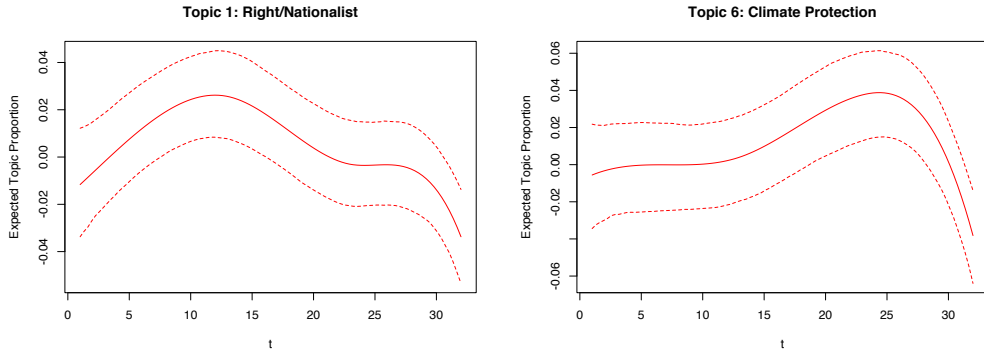 Topic 1: Right/Nationalist
Expected Topic Proportion
0.04
0.02
0.00
-0.02
-0.04
0 5 10 15 20 25 30
t
Topic 6: Climate Protection
Expected Topic Proportion
0.06
0.04
0.02
0.00
-0.02
-0.06
0 5 10 15 20 25 30
t